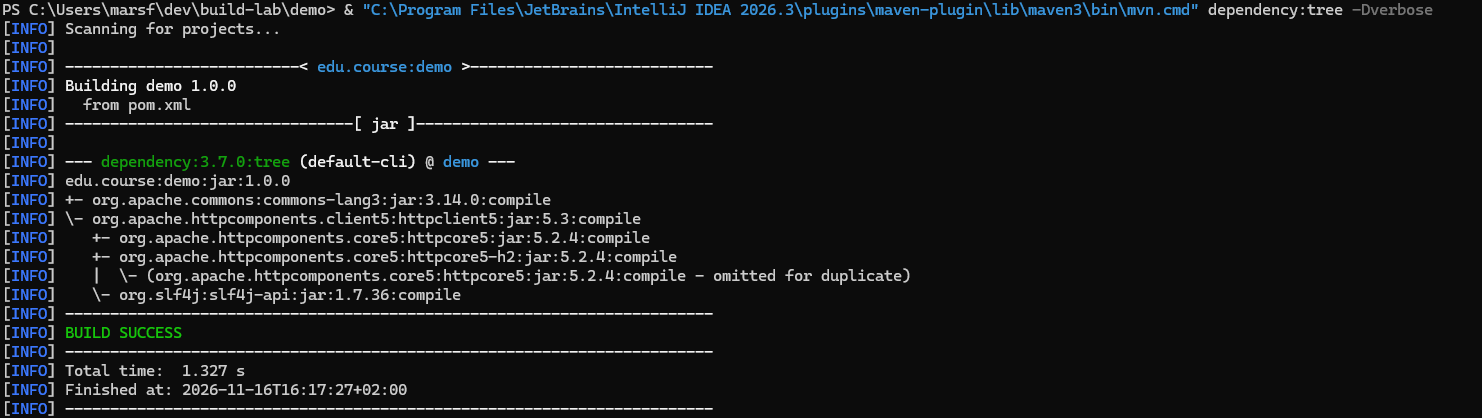 PS C:\Users\marsf\dev\build-lab\demo> & "C:\Program Files\JetBrains\IntelliJ IDEA 2026.3\plugins\maven-plugin\lib\maven3\bin\mvn.cmd" dependency:tree -Dverbose
[INFO] Scanning for projects...
[INFO]
[INFO] --------------------------< edu.course:demo >---------------------------
[INFO] Building demo 1.0.0
[INFO]   from pom.xml
[INFO] --------------------------------[ jar ]---------------------------------
[INFO]
[INFO] --- dependency:3.7.0:tree (default-cli) @ demo ---
[INFO] edu.course:demo:jar:1.0.0
[INFO] +- org.apache.commons:commons-lang3:jar:3.14.0:compile
[INFO] \- org.apache.httpcomponents.client5:httpclient5:jar:5.3:compile
[INFO]    +- org.apache.httpcomponents.core5:httpcore5:jar:5.2.4:compile
[INFO]    +- org.apache.httpcomponents.core5:httpcore5-h2:jar:5.2.4:compile
[INFO]    |  \- (org.apache.httpcomponents.core5:httpcore5:jar:5.2.4:compile - omitted for duplicate)
[INFO]    \- org.slf4j:slf4j-api:jar:1.7.36:compile
[INFO] ------------------------------------------------------------------------
[INFO] BUILD SUCCESS
[INFO] ------------------------------------------------------------------------
[INFO] Total time:  1.327 s
[INFO] Finished at: 2026-11-16T16:17:27+02:00
[INFO] ------------------------------------------------------------------------